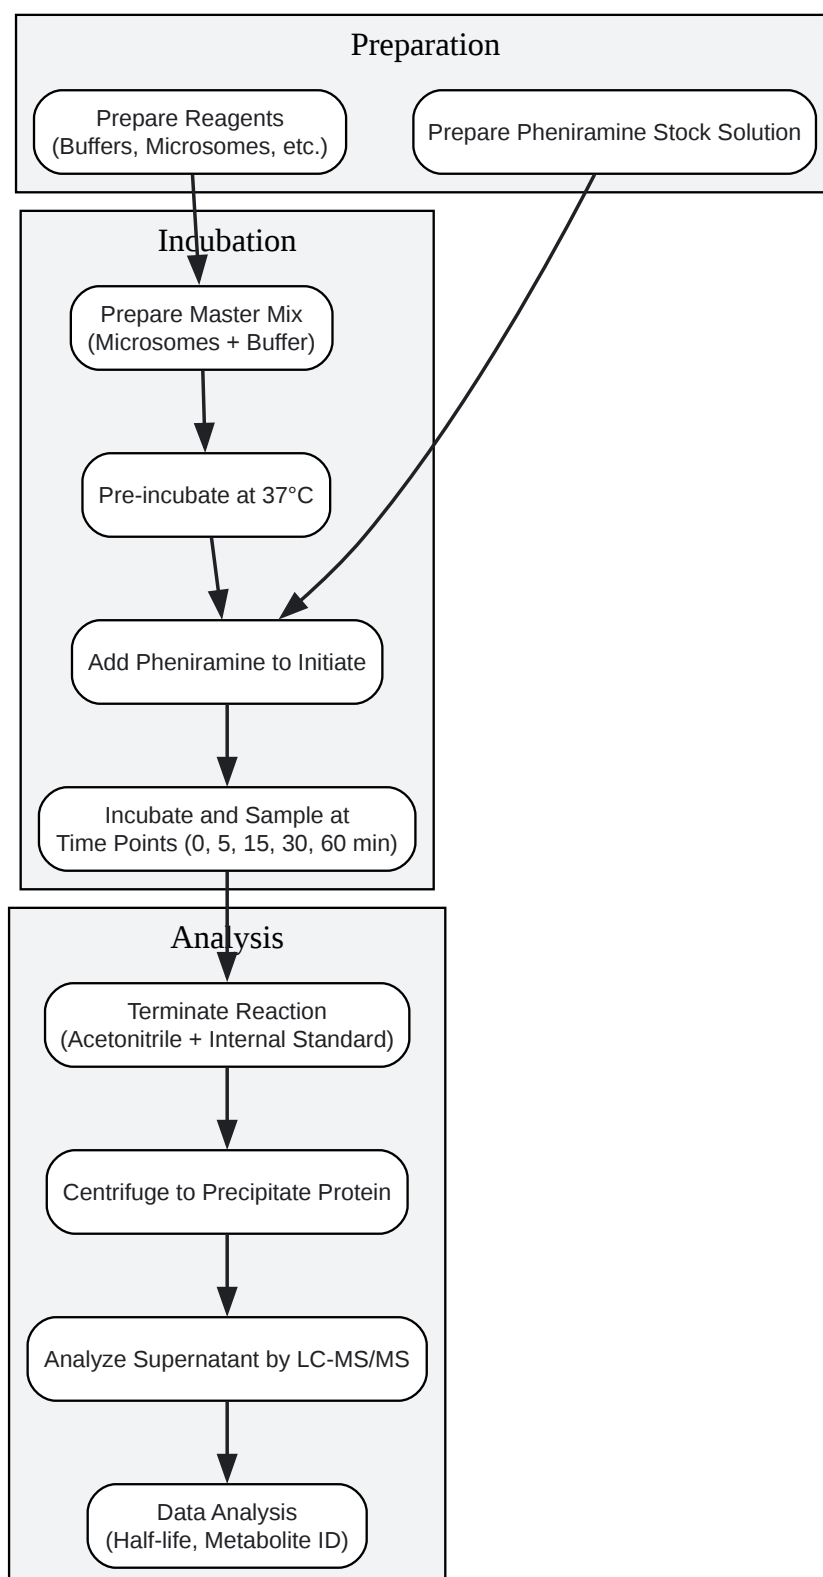 Preparation
Prepare Reagents
(Buffers, Microsomes, etc.)
Prepare Pheniramine Stock Solution
Incubation
Prepare Master Mix
(Microsomes + Buffer)
Pre-incubate at 37°C
Add Pheniramine to Initiate
Incubate and Sample at
Time Points (0, 5, 15, 30, 60 min)
Analysis
Terminate Reaction
(Acetonitrile + Internal Standard)
Centrifuge to Precipitate Protein
Analyze Supernatant by LC-MS/MS
Data Analysis
(Half-life, Metabolite ID)